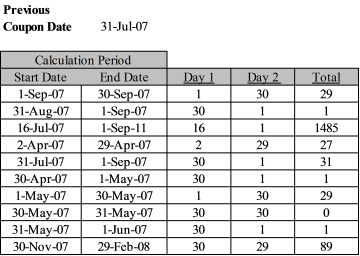 Previous
Coupon Date 31-Jul-07
Calculation Period
Start Date End Date Day 1 Day 2 Total
1-Sep-07 30-Sep-07 1 30 29
31-Aug-07 1-Sep-07 30 1 1
16-Jul-07 1-Sep-11 16 1 1485
2-Apr-07 29-Apr-07 2 29 27
31-Jul-07 1-Sep-07 30 1 31
30-Apr-07 1-May-07 30 1 1
1-May-07 30-May-07 1 30 29
30-May-07 31-May-07 30 30 0
31-May-07 1-Jun-07 30 1 1
30-Nov-07 29-Feb-08 30 29 89